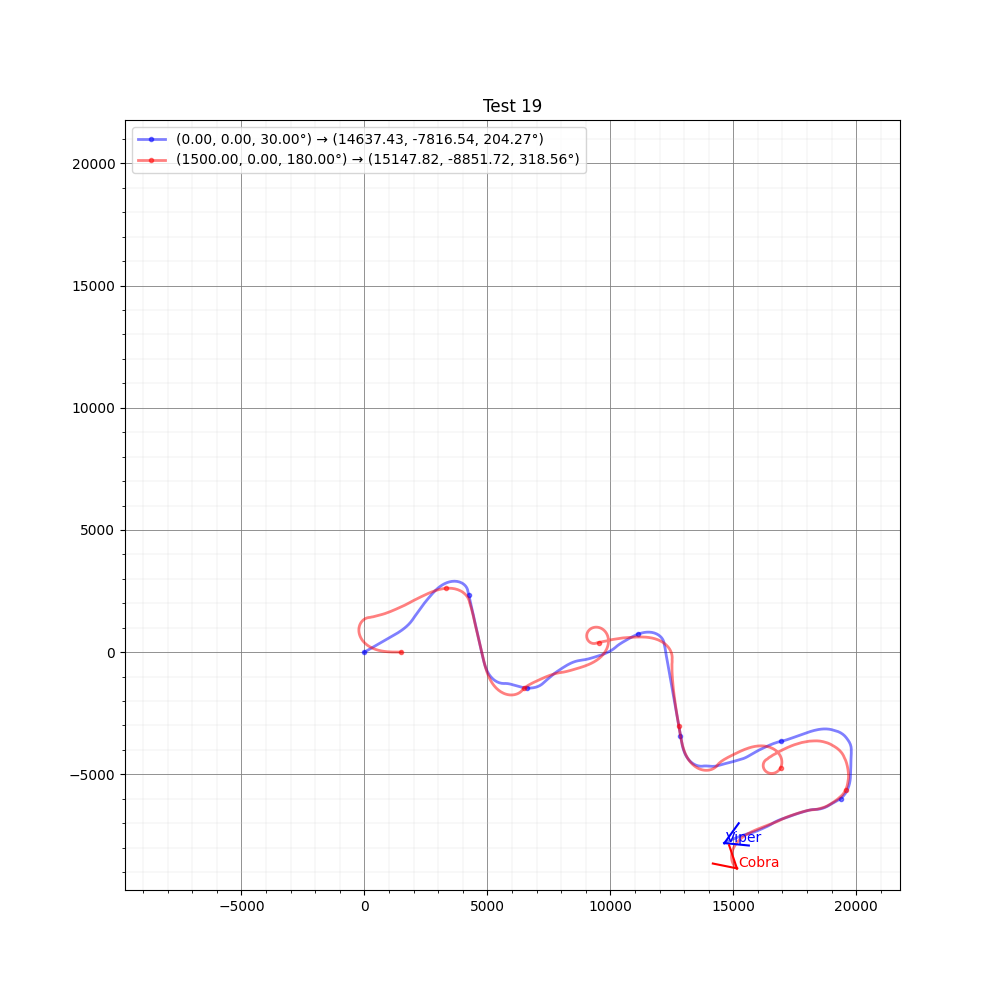 Test 19
(0.00, 0.00, 30.00°) → (14637.43, -7816.54, 204.27°)
(1500.00, 0.00, 180.00°) → (15147.82, -8851.72, 318.56°)
20000
15000
10000
5000
0
−5000
Viper
Cobra
−5000 0 5000 10000 15000 20000